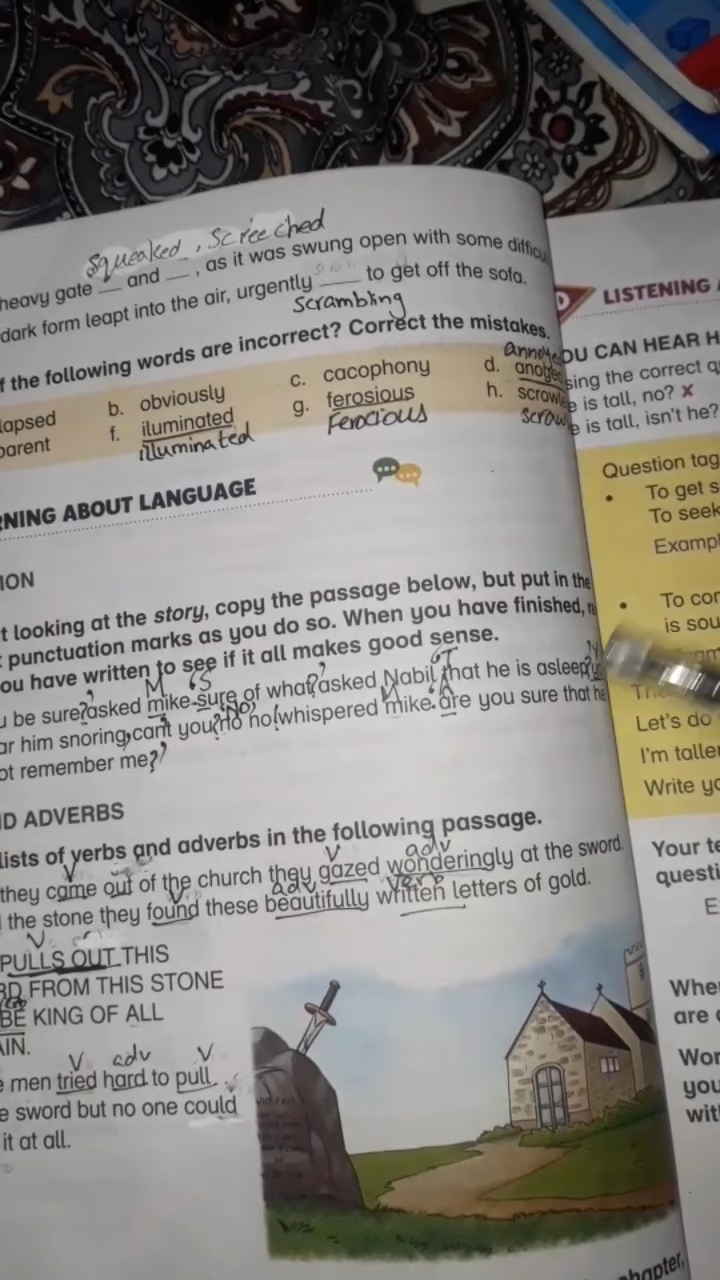 Squeaked, Screeched
heavy gate __ and __, as it was swung open with some
dark form leapt into the air, urgently ____ to get off the sofa.
Scrambling
f the following words are incorrect? Correct the mistakes.
lapsed b. obviously c. cacophony d.
parent f. iluminated g. ferosious h.
illuminated Ferocious
RNING ABOUT LANGUAGE
ION
t looking at the story, copy the passage below, but put in the
punctuation marks as you do so. When you have finished,
ou have written to see if it all makes good sense.
M S T
u be sure?' asked mike. sure of what?' asked Nabil that he is asleep
No, M A
ar him snoring, can't you? no no! whispered mike. are you sure that he
ot remember me?'
D ADVERBS
lists of verbs and adverbs in the following passage.
V V adv
they came out of the church they gazed wonderingly at the sword.
V adv verb
the stone they found these beautifully written letters of gold.
V
PULLS OUT THIS
RD FROM THIS STONE
BE KING OF ALL
AIN.
V adv V
e men tried hard to pull
e sword but no one could
it at all.
LISTENING
OU CAN HEAR H
sing the correct q
e is tall, no? ✗
e is tall, isn't he?
Question tag
• To get s
To seek
Exampl
• To cor
is sou
Let's do
I'm talle
Write yo
Your te
questi
E
Whe
are
Wor
you
wit
chapter,